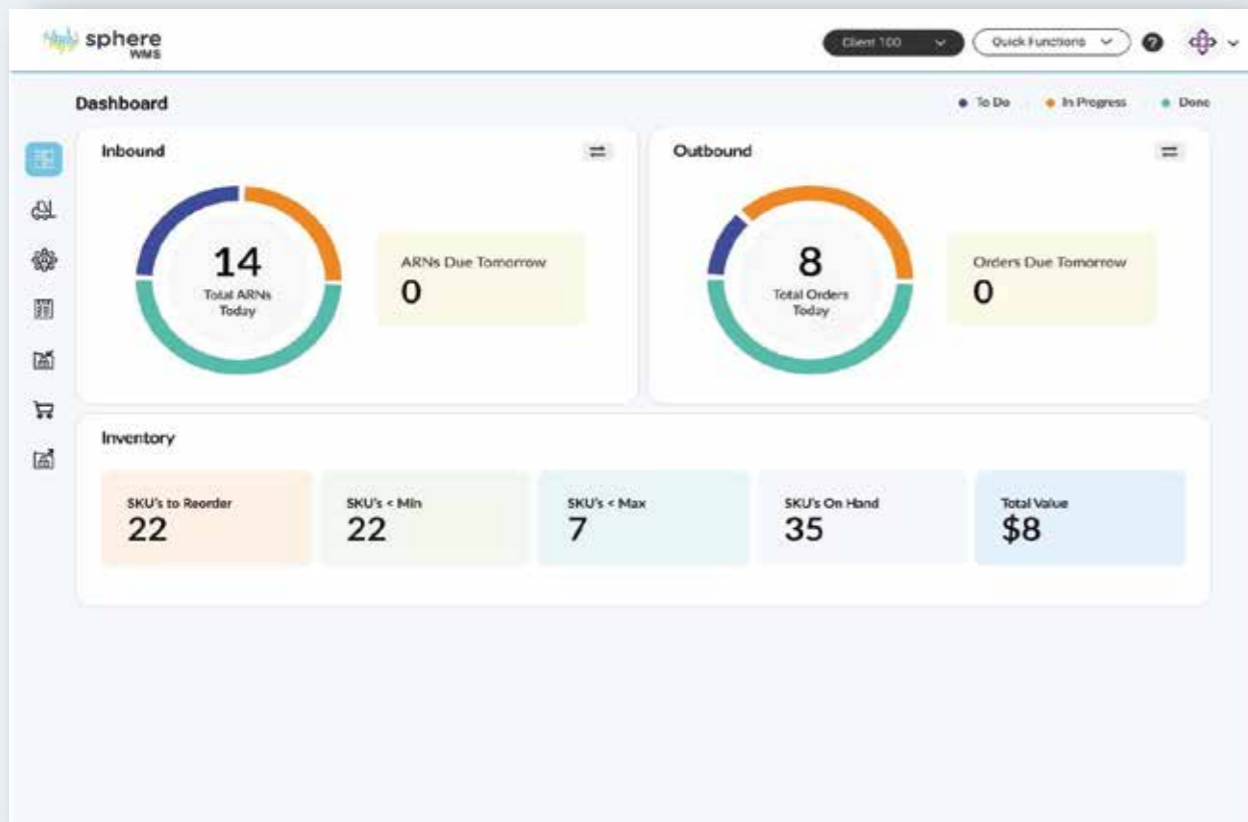 sphere
WMS
Client 100
Quick Functions
?
Dashboard
To Do
In Progress
Done
Inbound
14
Total ARNs
Today
ARNs Due Tomorrow
0
Outbound
8
Total Orders
Today
Orders Due Tomorrow
0
Inventory
SKU's to Reorder
22
SKU's < Min
22
SKU's < Max
7
SKU's On Hand
35
Total Value
$8